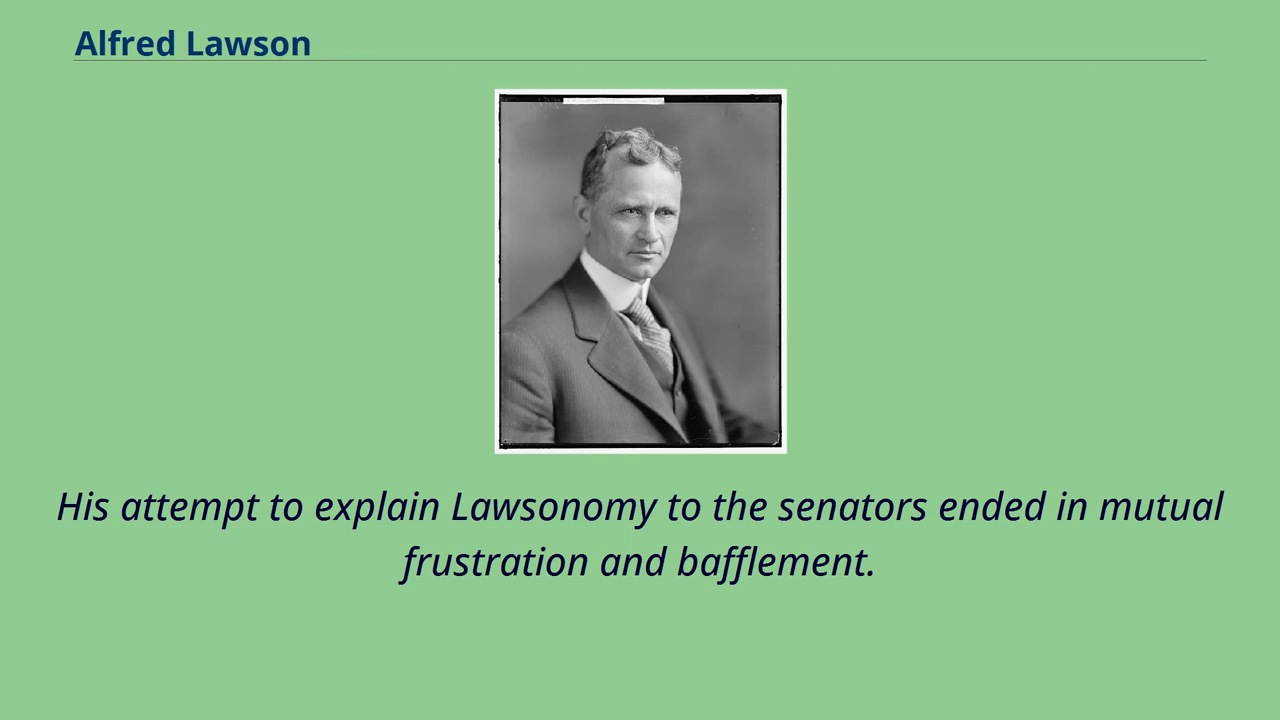 Alfred Lawson
His attempt to explain Lawsonomy to the senators ended in mutual
frustration and bafflement.